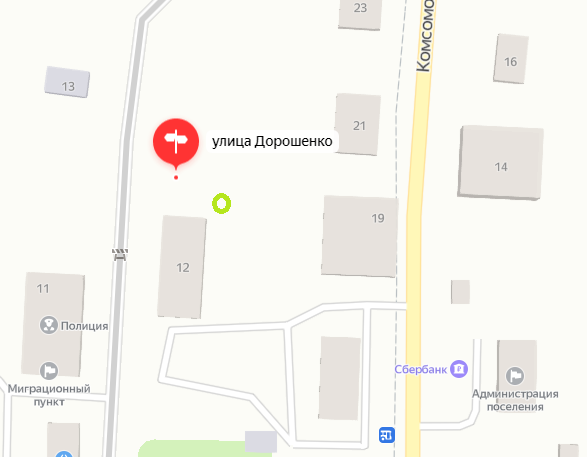 23
Комсомо
16
13
21
улица Дорошенко
14
19
12
11
Полиция
Миграционный
пункт
Сбербанк
Администрация
поселения